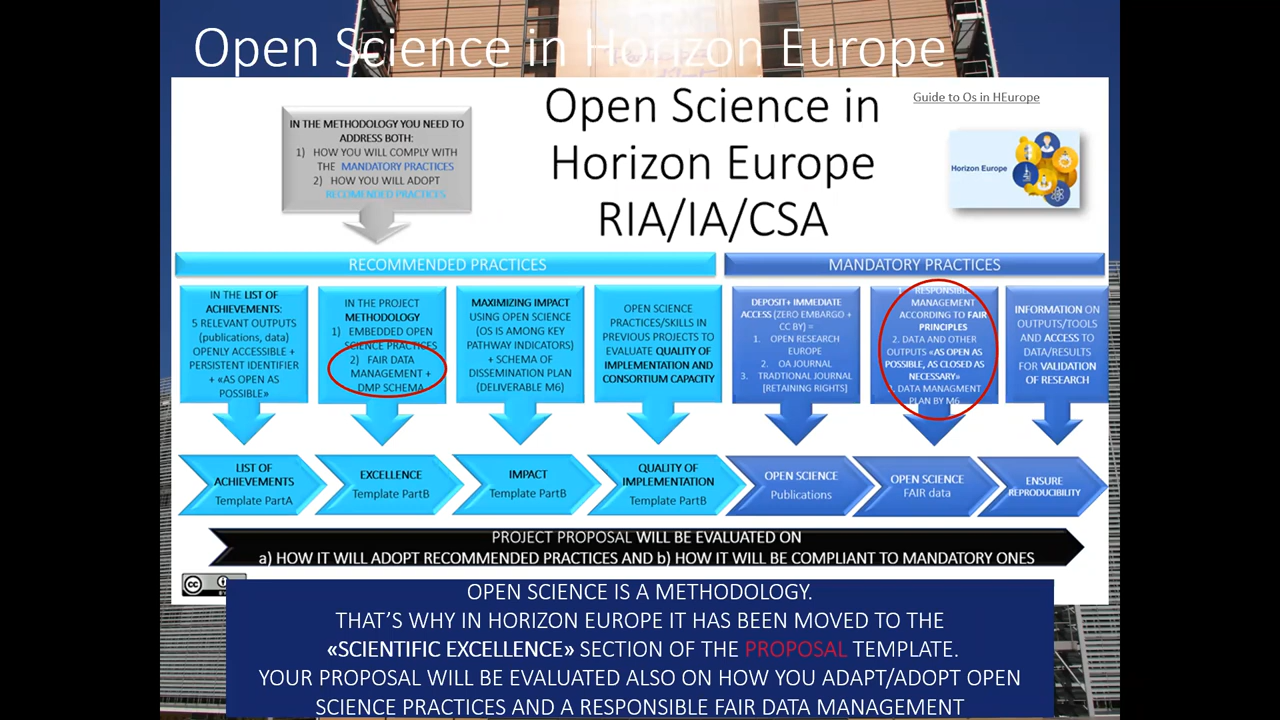 Open Science in Horizon Europe
Open Science in
Horizon Europe
RIA/IA/CSA
Guide to Os in HEurope
Horizon Europe
IN THE METHODOLOGY YOU NEED TO
ADDRESS BOTH:
1) HOW YOU WILL COMPLY WITH
THE MANDATORY PRACTICES
2) HOW YOU WILL ADOPT
RECOMENDED PRACTICES
RECOMMENDED PRACTICES
MANDATORY PRACTICES
IN THE LIST OF
ACHIEVEMENTS:
5 RELEVANT OUTPUTS
(publications, data)
OPENLY ACCESSIBLE +
PERSISTENT IDENTIFIER
+ «AS OPEN AS
POSSIBLE»
IN THE PROJECT
METHODOLOGY
1) EMBEDDED OPEN
SCIENCE PRACTICES
2) FAIR DATA
MANAGEMENT +
DMP SCHEMA
MAXIMIZING IMPACT
USING OPEN SCIENCE
(OS IS AMONG KEY
PATHWAY INDICATORS)
+ SCHEMA OF
DISSEMINATION PLAN
(DELIVERABLE M6)
OPEN SCIENCE
PRACTICES/SKILLS IN
PREVIOUS PROJECTS TO
EVALUATE QUALITY OF
IMPLEMENTATION AND
CONSORTIUM CAPACITY
DEPOSIT+ IMMEDIATE
ACCESS (ZERO EMBARGO +
CC BY) =
1. OPEN RESEARCH
EUROPE
2. OA JOURNAL
3. TRADTIONAL JOURNAL
[RETAINING RIGHTS]
1. RESPONSIBLE
MANAGEMENT
ACCORDING TO FAIR
PRINCIPLES
2. DATA AND OTHER
OUTPUTS «AS OPEN AS
POSSIBLE, AS CLOSED AS
NECESSARY»
DATA MANAGMENT
PLAN BY M6
INFORMATION ON
OUTPUTS/TOOLS
AND ACCESS TO
DATA/RESULTS
FOR VALIDATION
OF RESEARCH
LIST OF
ACHIEVEMENTS
Template PartA
EXCELLENCE
Template PartB
IMPACT
Template PartB
QUALITY OF
IMPLEMENTATION
Template PartB
OPEN SCIENCE
Publications
OPEN SCIENCE
FAIR data
ENSURE
REPRODUCIBILITY
PROJECT PROPOSAL WILL BE EVALUATED ON
a) HOW IT WILL ADOPT RECOMMENDED PRACTICES AND b) HOW IT WILL BE COMPLIANT TO MANDATORY ONES
cc
OPEN SCIENCE IS A METHODOLOGY.
THAT'S WHY IN HORIZON EUROPE IT HAS BEEN MOVED TO THE
«SCIENTIFIC EXCELLENCE» SECTION OF THE PROPOSAL TEMPLATE.
YOUR PROPOSAL WILL BE EVALUATED ALSO ON HOW YOU ADAPT/ADOPT OPEN
SCIENCE PRACTICES AND A RESPONSIBLE FAIR DATA MANAGEMENT